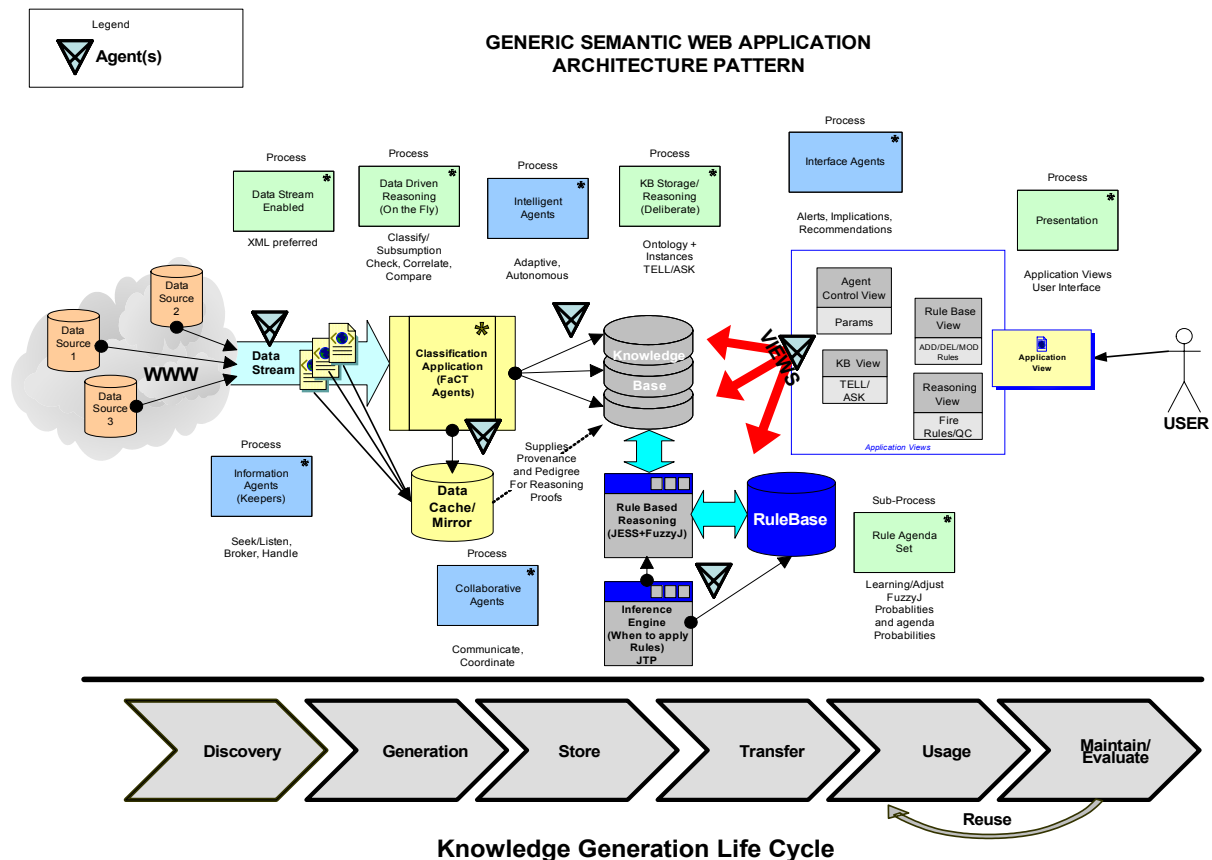 Legend
Agent(s)
GENERIC SEMANTIC WEB APPLICATION
ARCHITECTURE PATTERN
Process
Data Stream
Enabled
*
XML preferred
Process
Data Driven
Reasoning
(On the Fly)
*
Classify/
Subsumption
Check, Correlate,
Compare
Process
Intelligent
Agents
*
Adaptive,
Autonomous
Process
KB Storage/
Reasoning
(Deliberate)
*
Ontology +
Instances
TELL/ASK
Process
Interface Agents
*
Alerts, Implications,
Recommendations
Process
Presentation
*
Application Views
User Interface
Data
Source
1
Data
Source
2
Data
Source
3
WWW
Data
Stream
*
Classification
Application
(FaCT
Agents)
Knowledge
Base
VIEWS
Agent
Control View
Params
KB View
TELL/
ASK
Rule Base
View
ADD/DEL/MOD
Rules
Reasoning
View
Fire
Rules/QC
Application Views
Application
View
USER
Process
Information
Agents
(Keepers)
*
Seek/Listen,
Broker, Handle
Data
Cache/
Mirror
Supplies
Provenance
and Pedigree
For Reasoning
Proofs
Process
Collaborative
Agents
*
Communicate,
Coordinate
Rule Based
Reasoning
(JESS+FuzzyJ)
RuleBase
Inference
Engine
(When to apply
Rules)
JTP
Sub-Process
Rule Agenda
Set
*
Learning/Adjust
FuzzyJ
Probablities
and agenda
Probabilities
Discovery
Generation
Store
Transfer
Usage
Maintain/
Evaluate
Reuse
Knowledge Generation Life Cycle